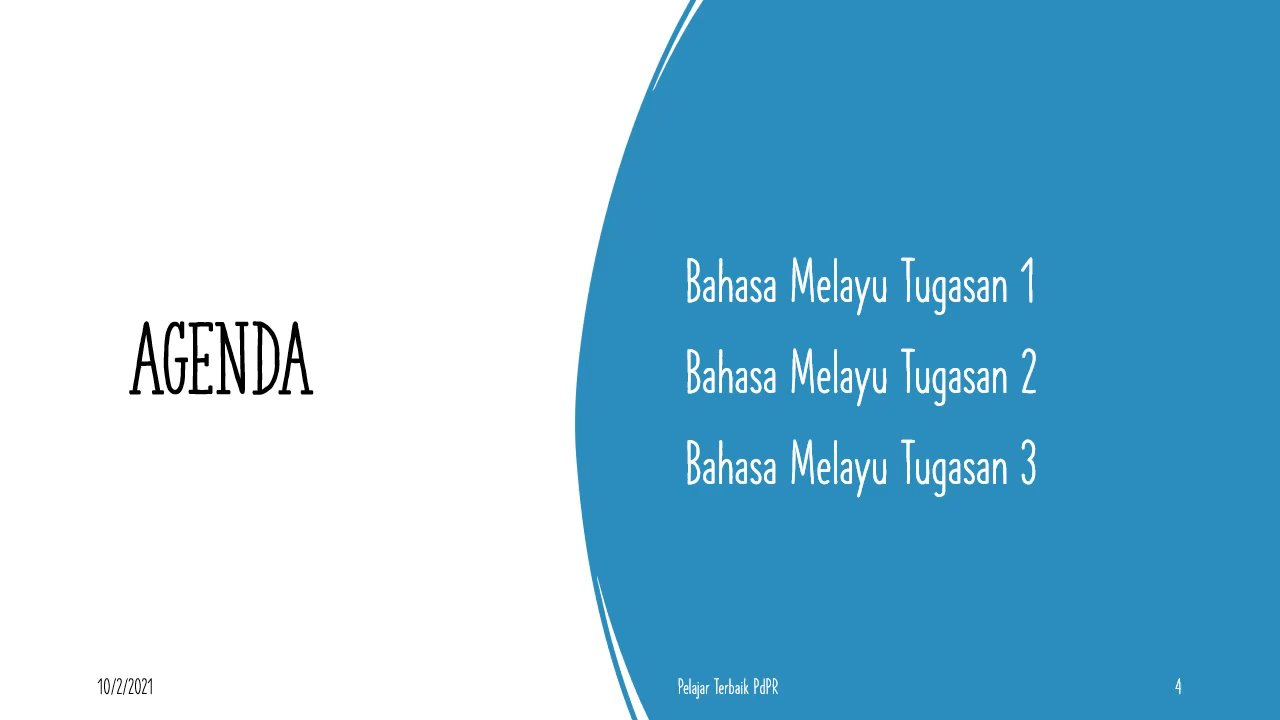 AGENDA
Bahasa Melayu Tugasan 1
Bahasa Melayu Tugasan 2
Bahasa Melayu Tugasan 3
10/2/2021
Pelajar Terbaik PdPR
4